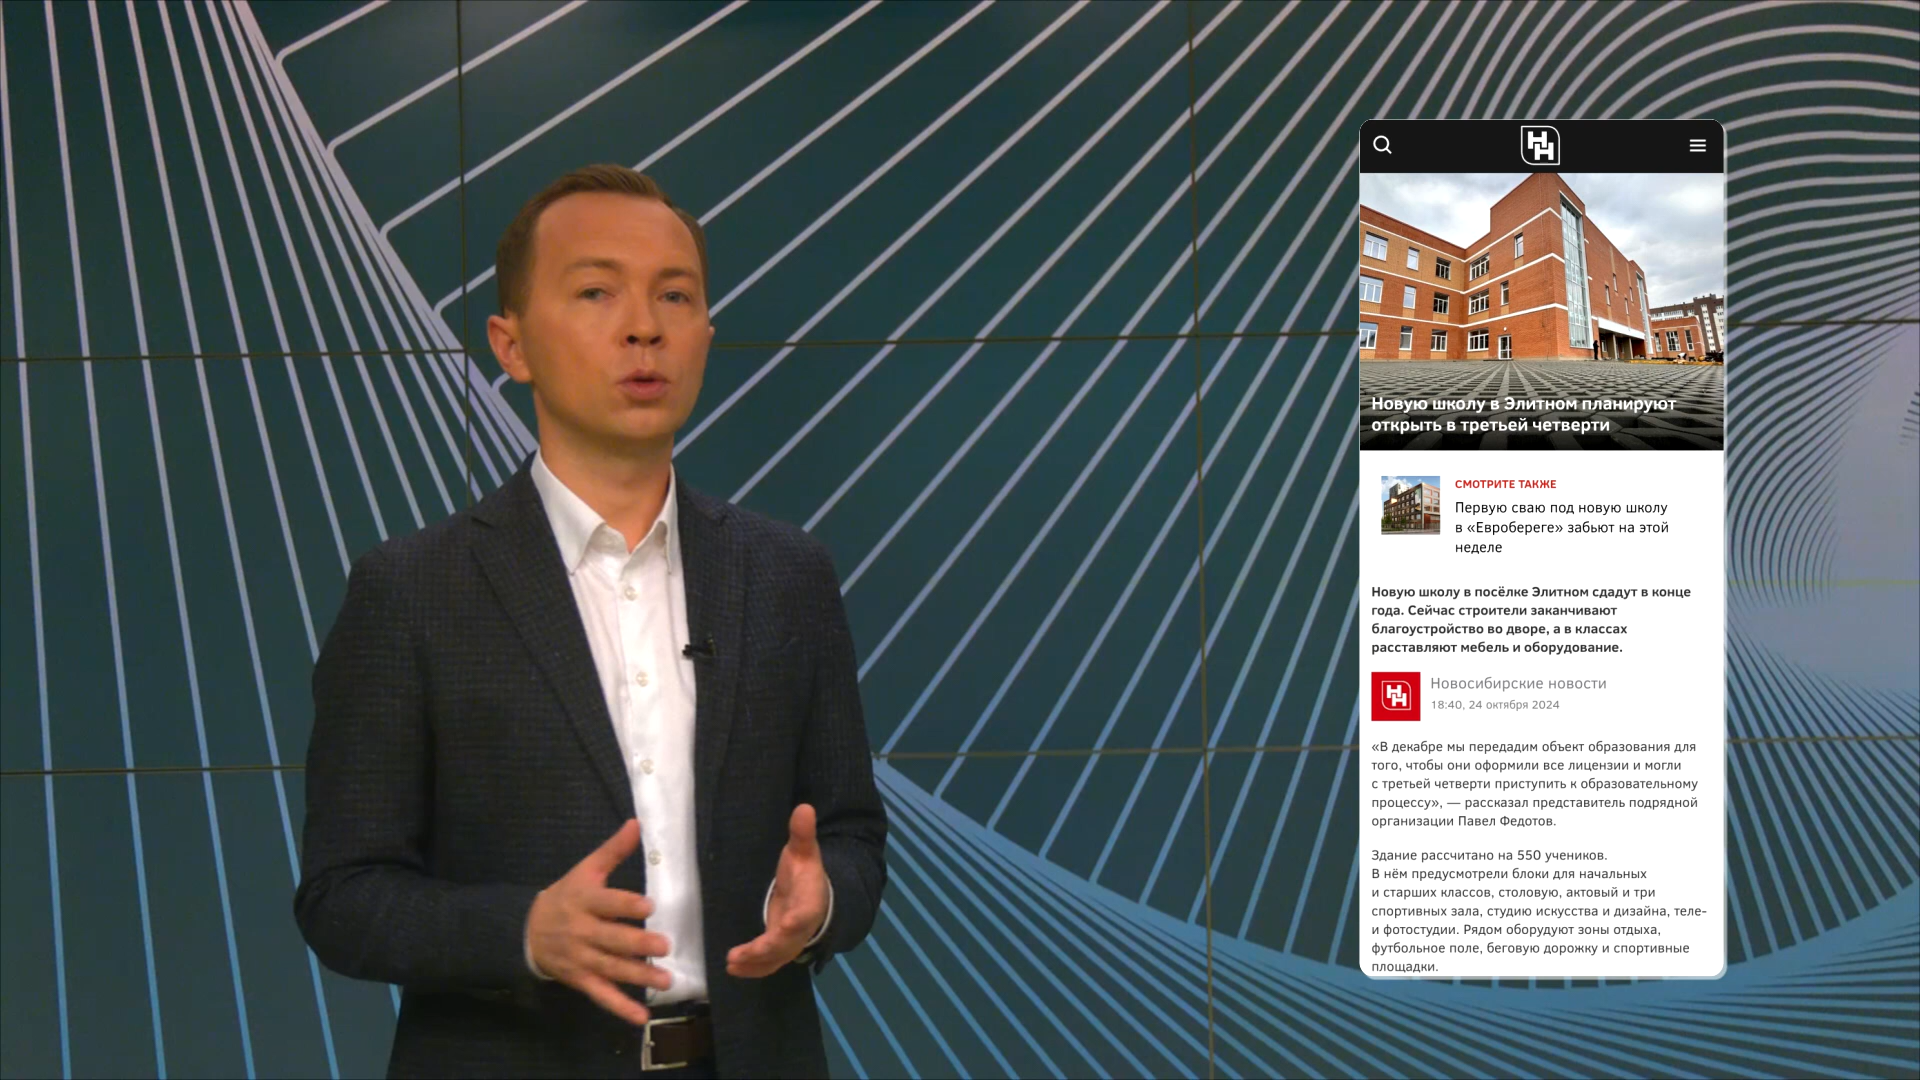 НН
Новую школу в Элитном планируют
открыть в третьей четверти
СМОТРИТЕ ТАКЖЕ
Первую сваю под новую школу
в «Евробереге» забьют на этой
неделе
Новую школу в посёлке Элитном сдадут в конце
года. Сейчас строители заканчивают
благоустройство во дворе, а в классах
расставляют мебель и оборудование.
НН
Новосибирские новости
18:40, 24 октября 2024
«В декабре мы передадим объект образования для
того, чтобы они оформили все лицензии и могли
с третьей четверти приступить к образовательному
процессу», — рассказал представитель подрядной
организации Павел Федотов.
Здание рассчитано на 550 учеников.
В нём предусмотрели блоки для начальных
и старших классов, столовую, актовый и три
спортивных зала, студию искусства и дизайна, теле-
и фотостудии. Рядом оборудуют зоны отдыха,
футбольное поле, беговую дорожку и спортивные
площадки.